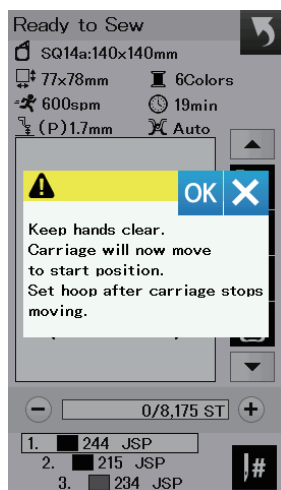 Ready to Sew
SQ14a:140×140mm
77×78mm 6Colors
600spm 19min
(P)1.7mm Auto
OK
Keep hands clear.
Carriage will now move
to start position.
Set hoop after carriage stops
moving.
0/8,175 ST
1. 244 JSP
2. 215 JSP
3. 234 JSP
#